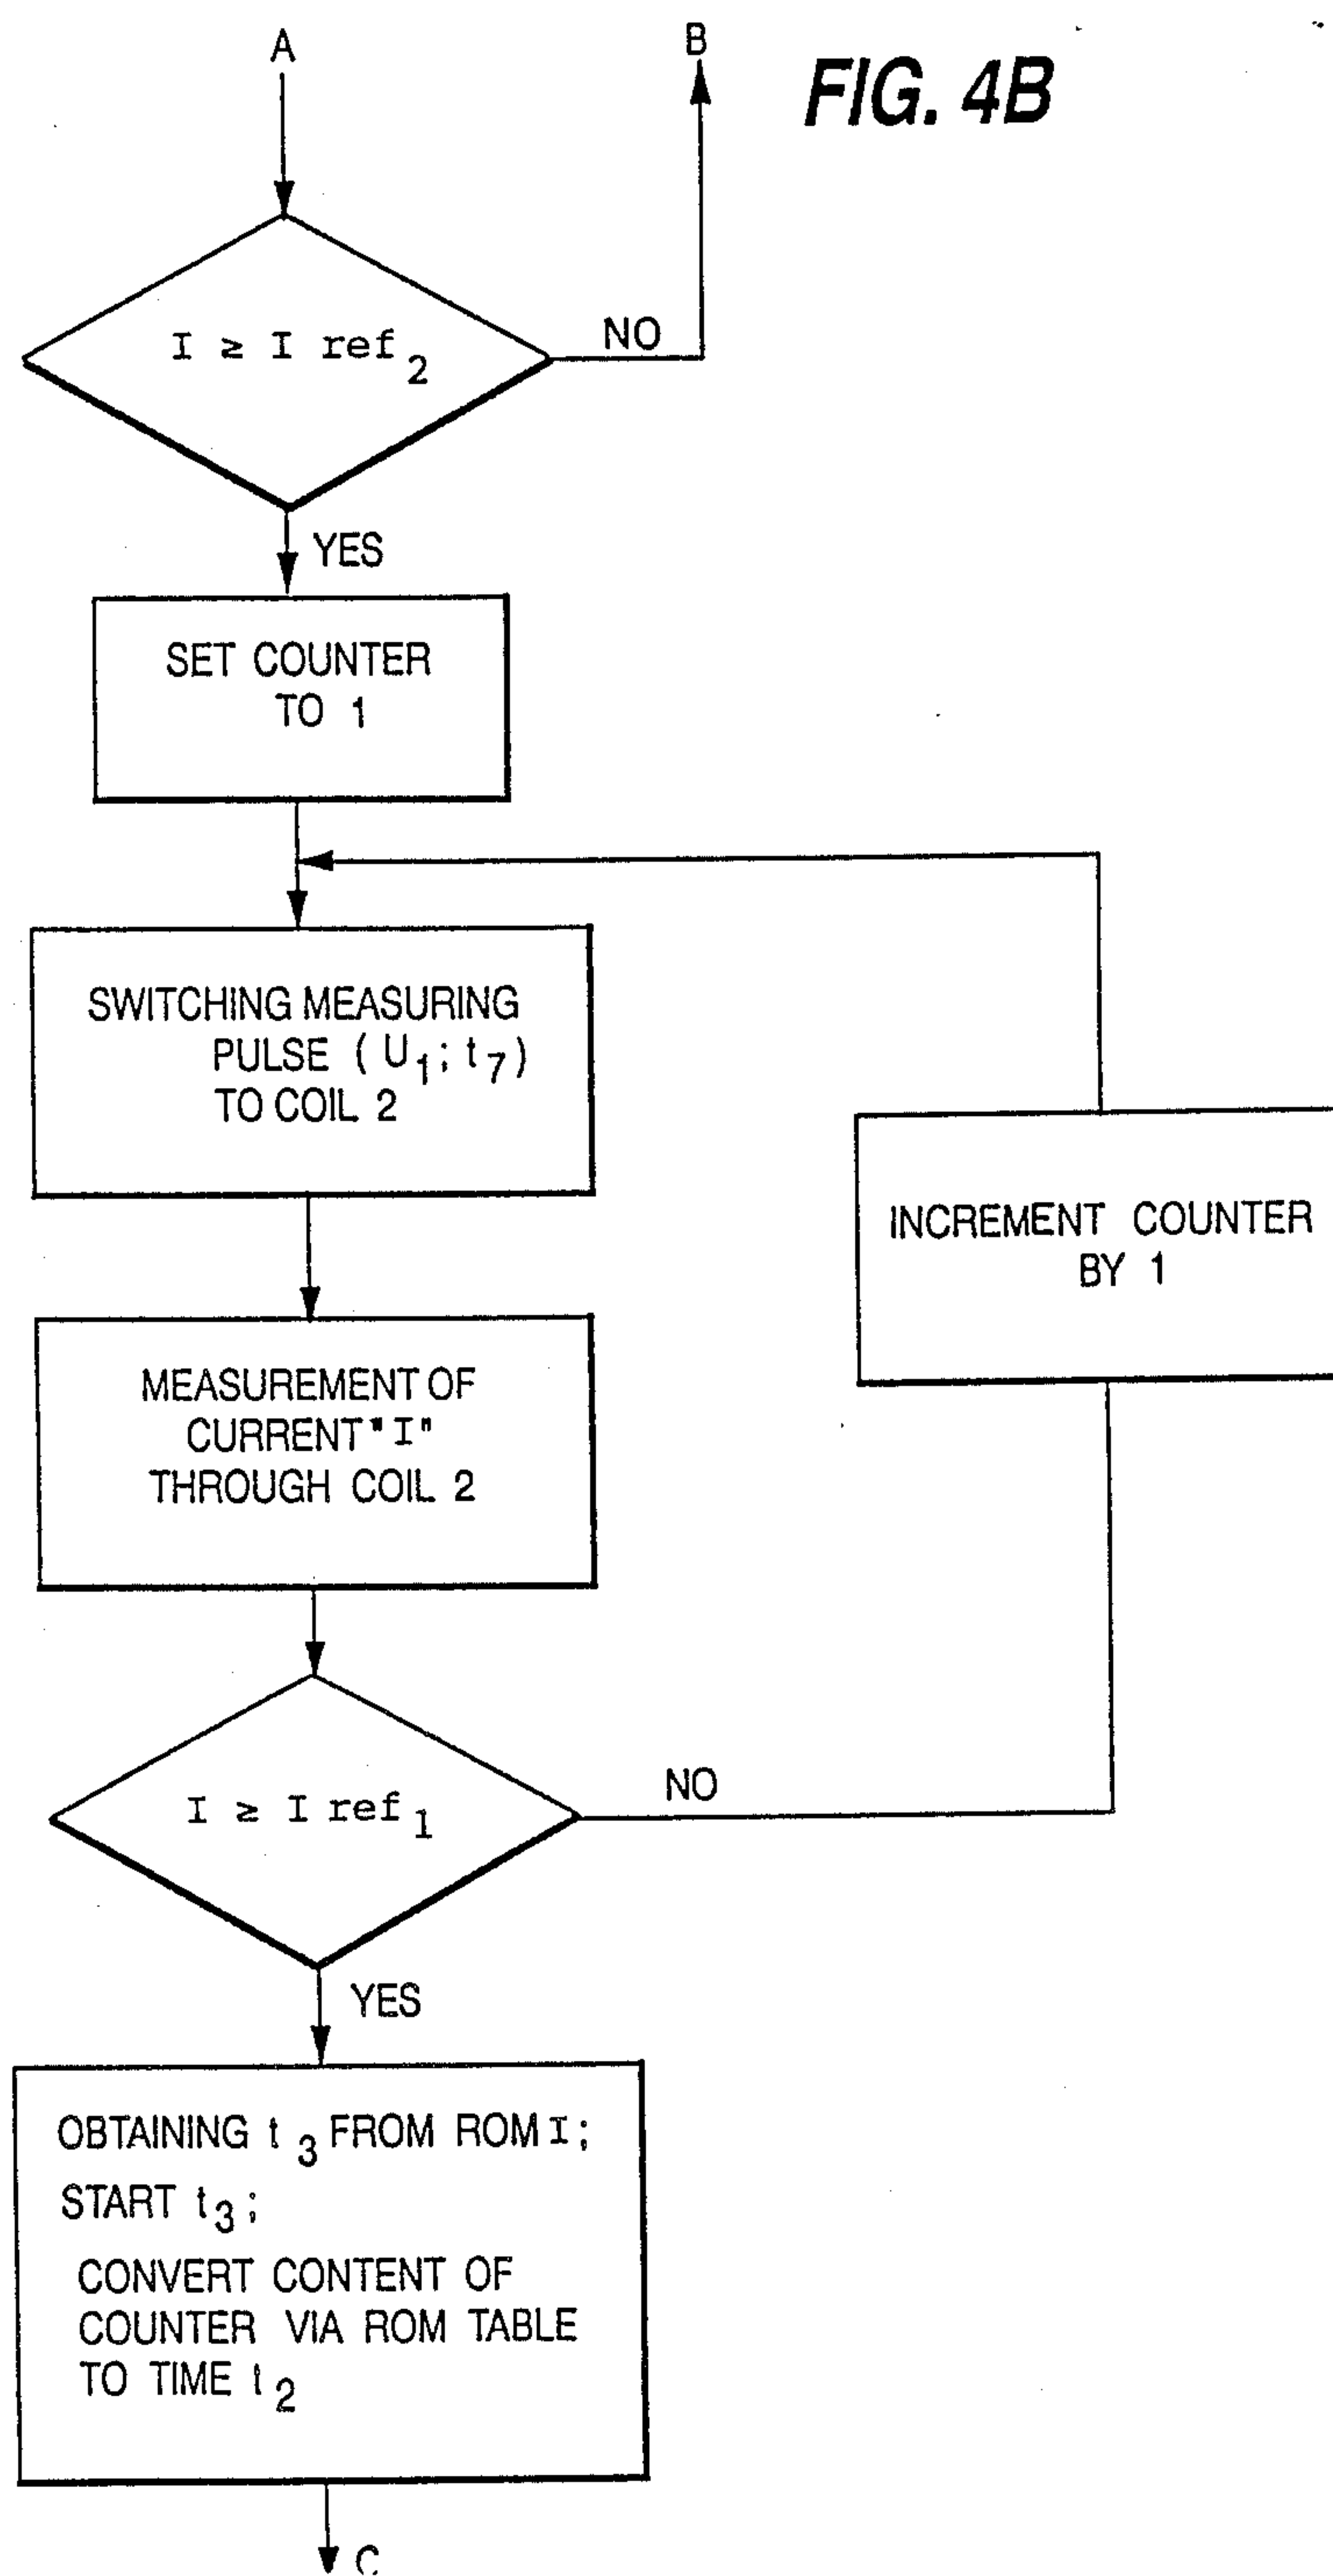 A
B
FIG. 4B
I ≥ I ref₂
NO
YES
SET COUNTER
TO 1
SWITCHING MEASURING
PULSE (U₁; t₇)
TO COIL 2
INCREMENT COUNTER
BY 1
MEASUREMENT OF
CURRENT "I"
THROUGH COIL 2
I ≥ I ref₁
NO
YES
OBTAINING t₃ FROM ROM I;
START t₃;
CONVERT CONTENT OF
COUNTER VIA ROM TABLE
TO TIME t₂
C